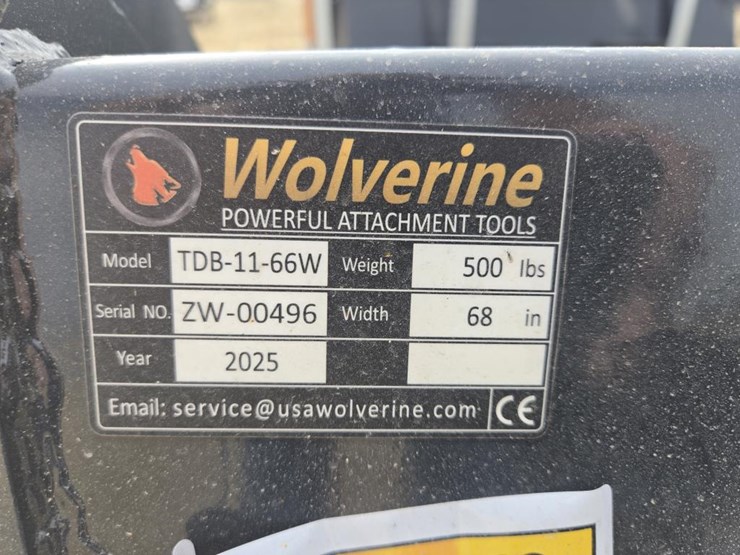 Wolverine
POWERFUL ATTACHMENT TOOLS
Model TDB-11-66W Weight 500 lbs
Serial NO. ZW-00496 Width 68 in
Year 2025
Email: service@usawolverine.com CE